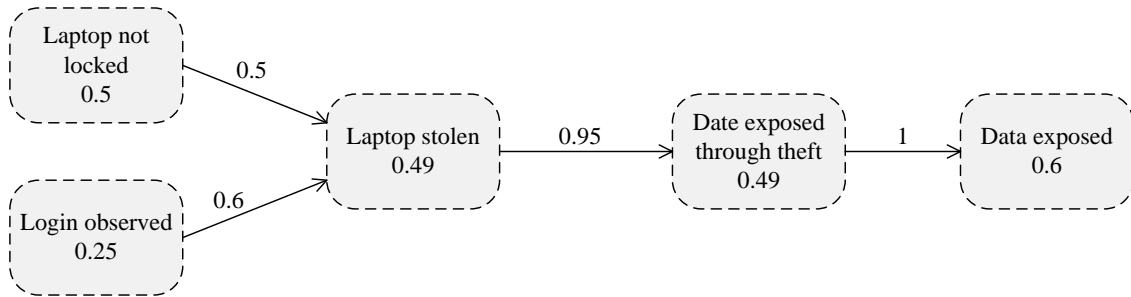 Laptop not
locked
0.5
0.5
Laptop stolen
0.49
0.95
Date exposed
through theft
0.49
1
Data exposed
0.6
Login observed
0.25
0.6